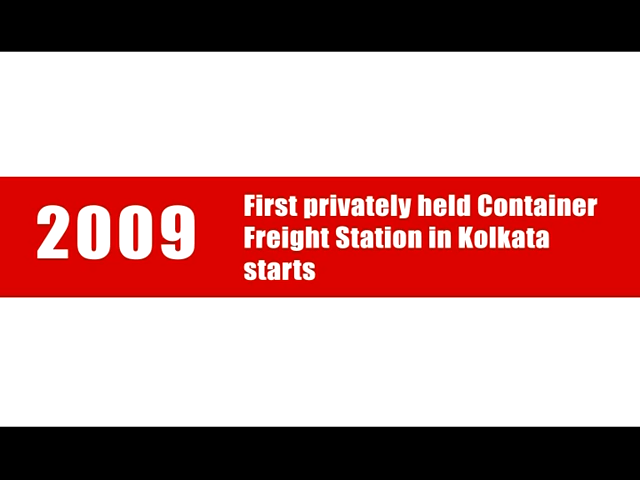 2009
First privately held Container
Freight Station in Kolkata
starts